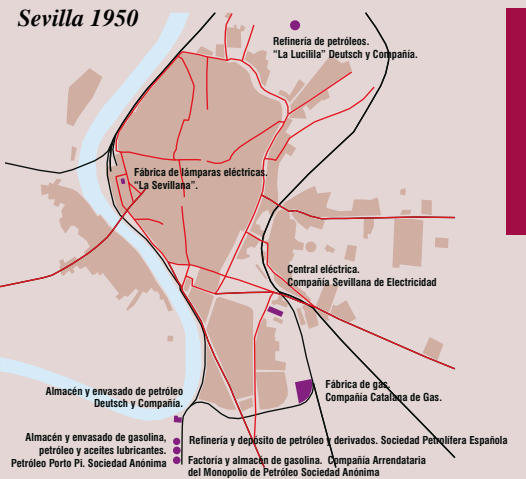 Sevilla 1950
Refinería de petróleos.
“La Lucilila” Deutsch y Compañía.
Fábrica de lámparas eléctricas.
“La Sevillana”.
Central eléctrica.
Compañía Sevillana de Electricidad
Fábrica de gas.
Compañía Catalana de Gas.
Almacén y envasado de petróleo
Deutsch y Compañía.
Almacén y envasado de gasolina,
petróleo y aceites lubricantes.
Petróleo Porto Pi. Sociedad Anónima
Refinería y depósito de petróleo y derivados. Sociedad Petrolífera Española
Factoría y almacén de gasolina. Compañía Arrendataria
del Monopolio de Petróleo Sociedad Anónima